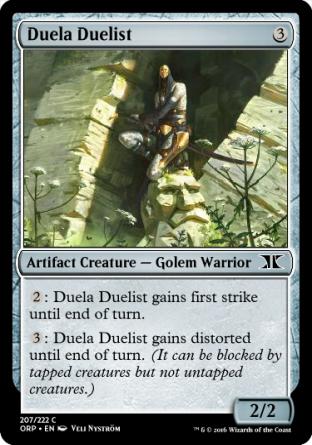 Duela Duelist 3
Artifact Creature — Golem Warrior
2 : Duela Duelist gains first strike
until end of turn.
3 : Duela Duelist gains distorted
until end of turn. (It can be blocked by
tapped creatures but not untapped
creatures.)
2/2
207/222 C
ORP • EN Veli Nyström
™ & © 2016 Wizards of the Coast